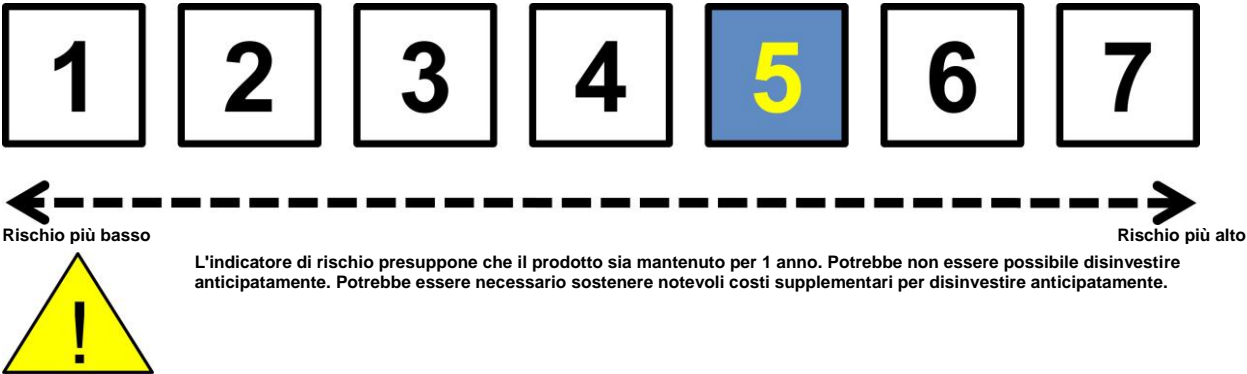 1 2 3 4 5 6 7
Rischio più basso Rischio più alto
L'indicatore di rischio presuppone che il prodotto sia mantenuto per 1 anno. Potrebbe non essere possibile disinvestire
anticipatamente. Potrebbe essere necessario sostenere notevoli costi supplementari per disinvestire anticipatamente.
!